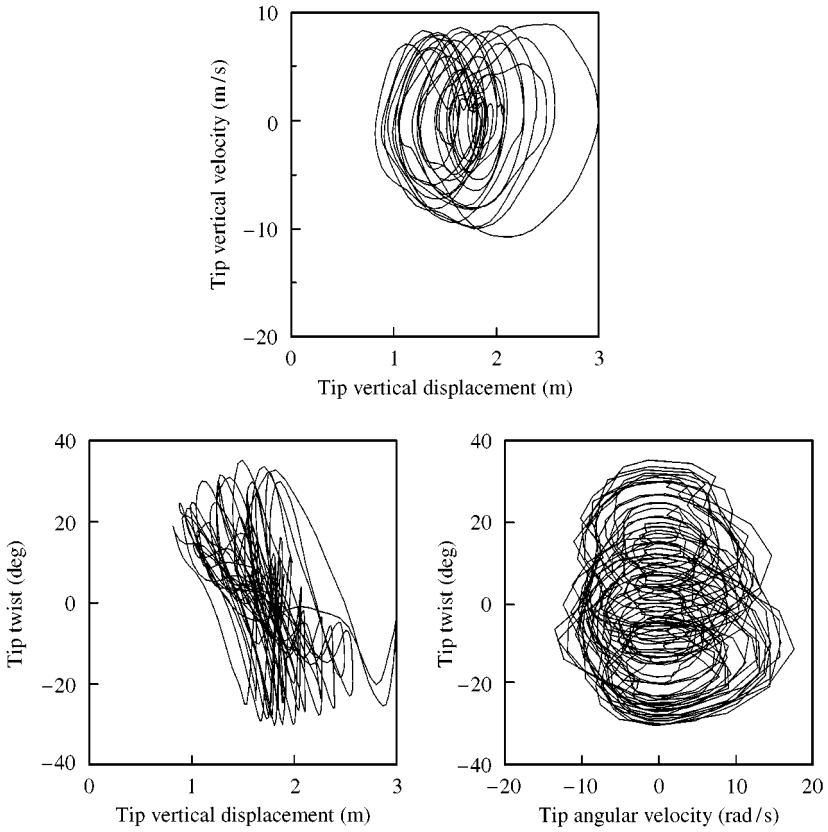 10
0
−10
−20
Tip vertical velocity (m/s)
0 1 2 3
Tip vertical displacement (m)
40
20
0
−20
−40
Tip twist (deg)
0 1 2 3
Tip vertical displacement (m)
40
20
0
−20
−40
Tip twist (deg)
−20 −10 0 10 20
Tip angular velocity (rad/s)